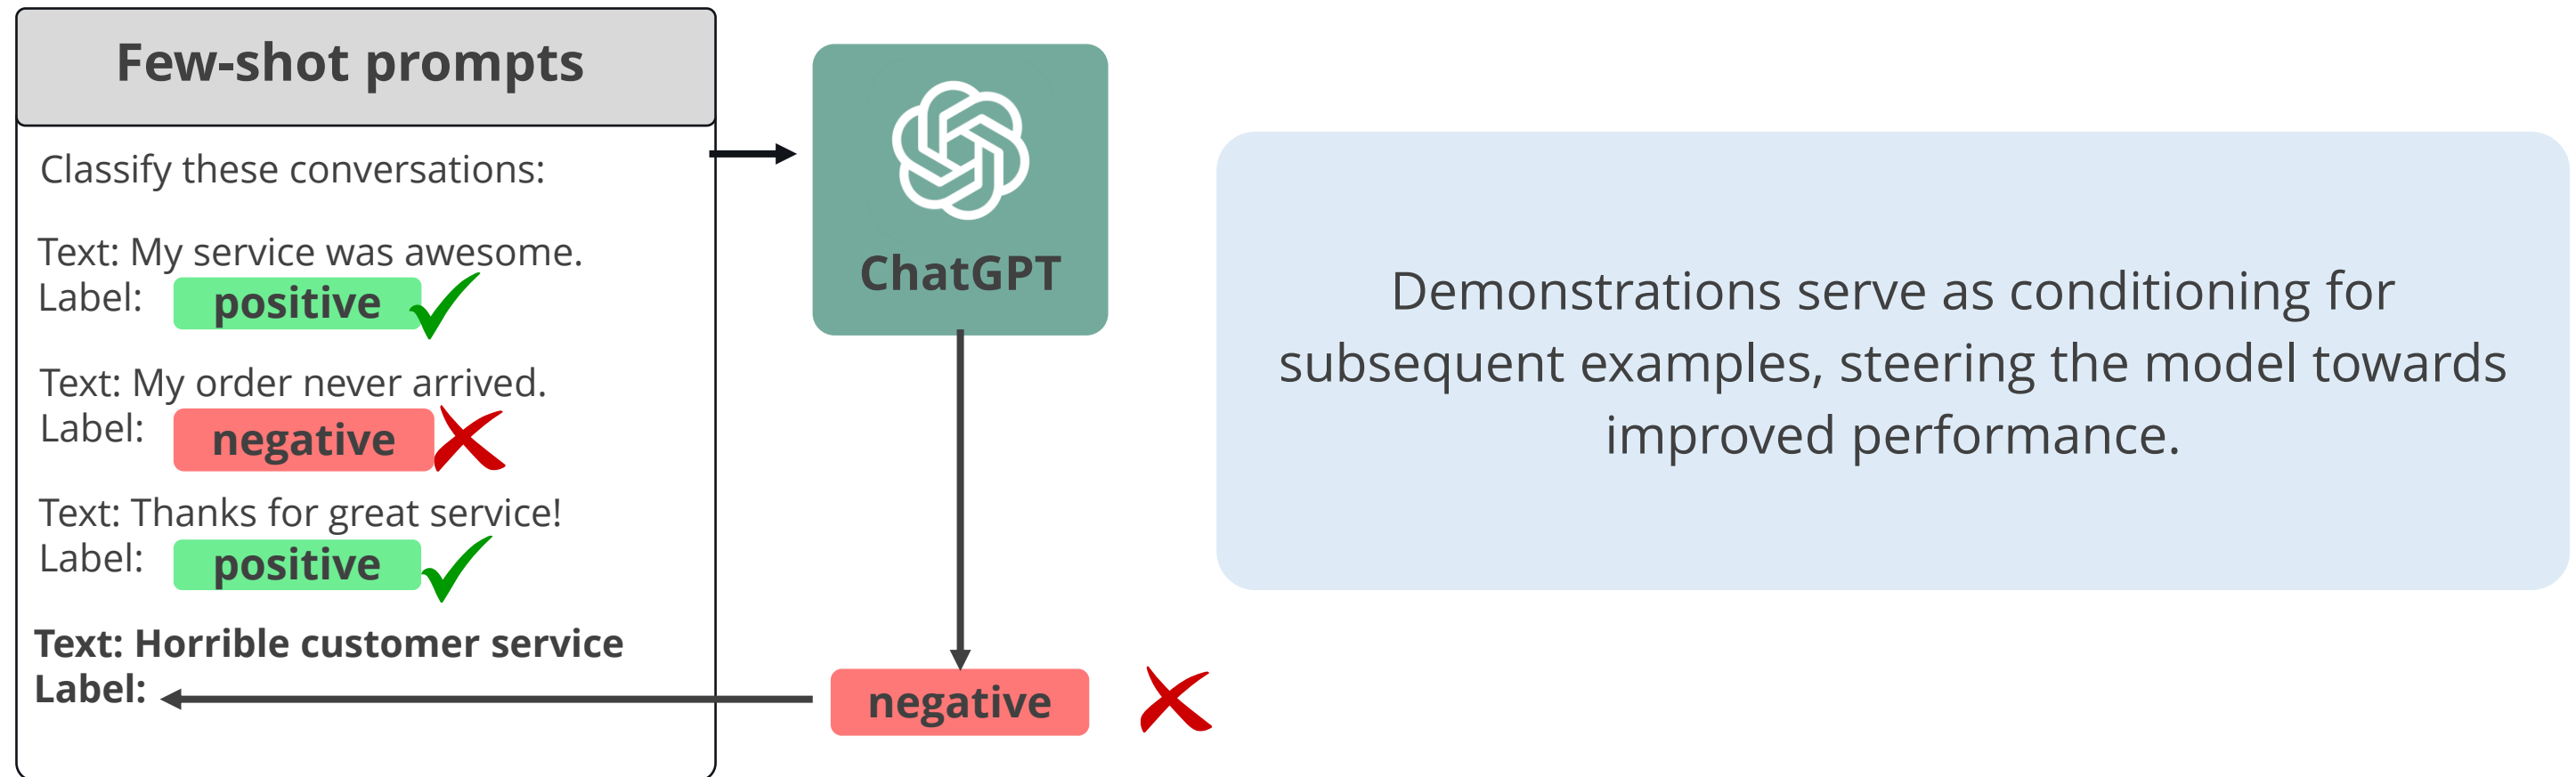 Few-shot prompts
Classify these conversations:
Text: My service was awesome.
Label: positive
Text: My order never arrived.
Label: negative
Text: Thanks for great service!
Label: positive
Text: Horrible customer service
Label:
ChatGPT
negative
Demonstrations serve as conditioning for
subsequent examples, steering the model towards
improved performance.